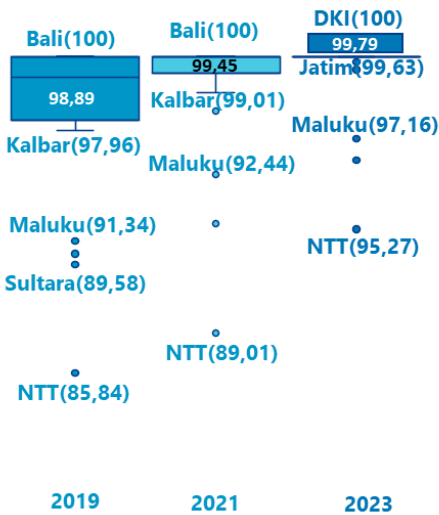 Bali(100)
98,89
Kalbar(97,96)
Maluku(91,34)
Sultara(89,58)
NTT(85,84)
2019
Bali(100)
99,45
Kalbar(99,01)
Maluku(92,44)
NTT(89,01)
2021
DKI(100)
99,79
Jatim(99,63)
Maluku(97,16)
NTT(95,27)
2023